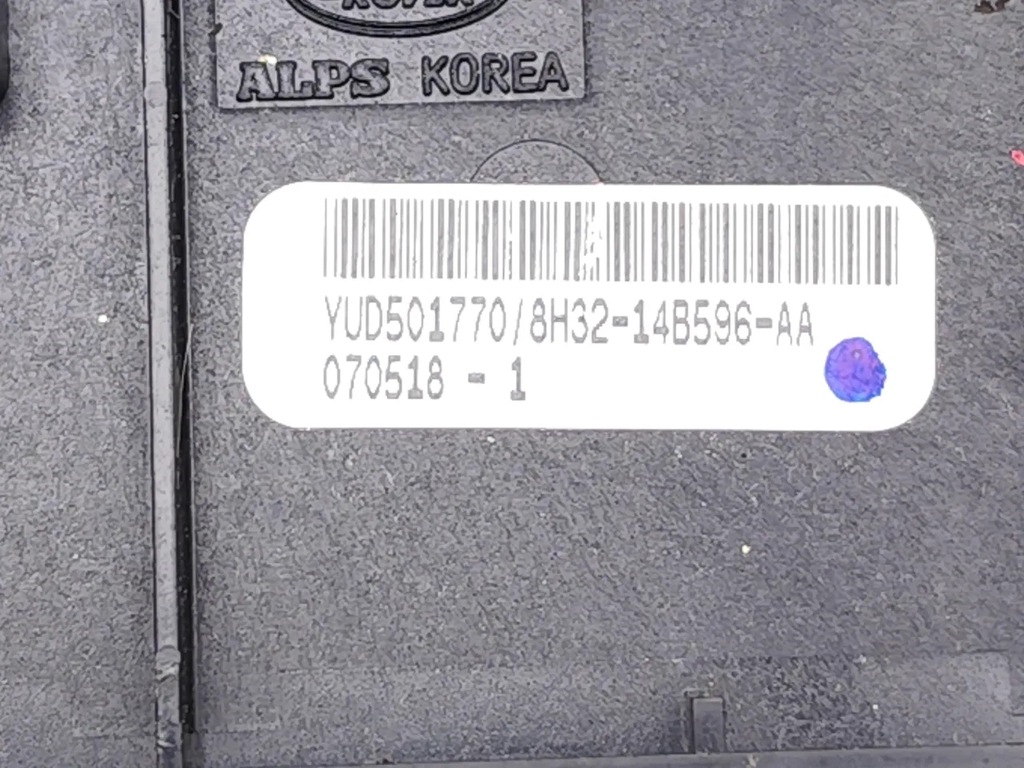 ALPS KOREA
YUD501770/8H32-14B596-AA
070518 - 1